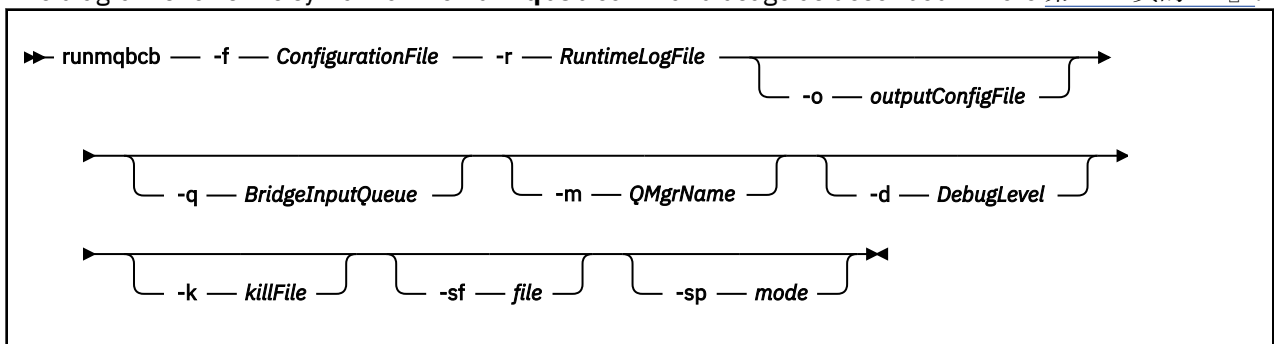 runmqbcb -f ConfigurationFile -r RuntimeLogFile
-o outputConfigFile
-q BridgeInputQueue -m QMgrName -d DebugLevel
-k killFile -sf file -sp mode